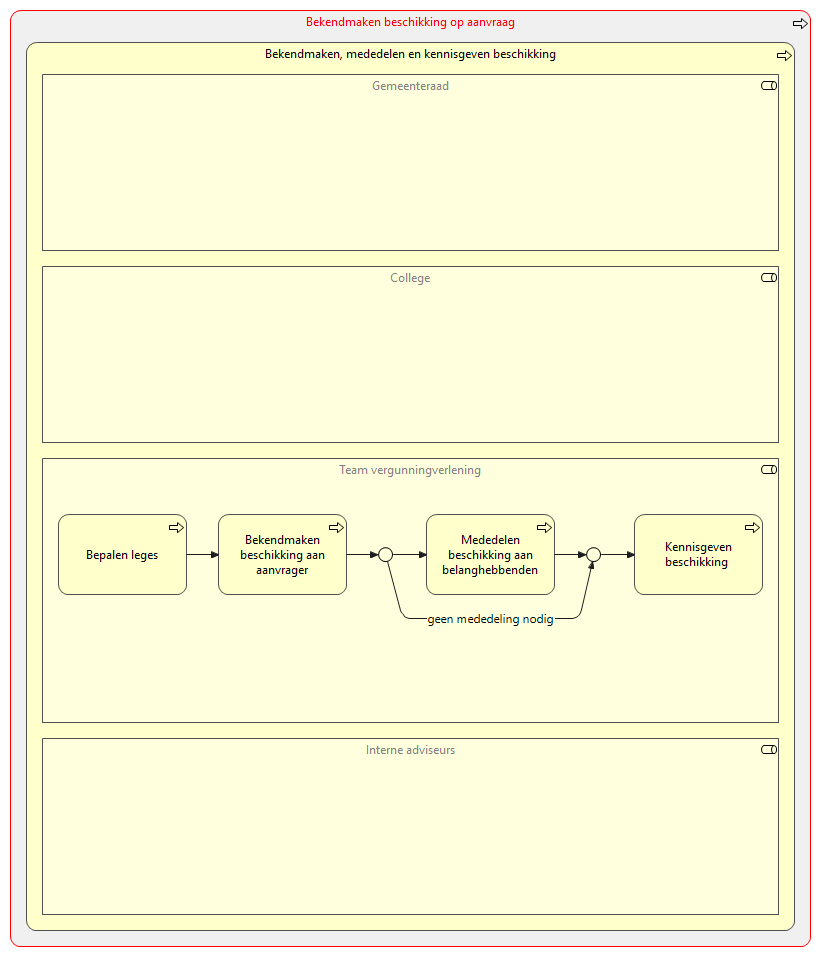 Bekendmaken beschikking op aanvraag
Bekendmaken, mededelen en kennisgeven beschikking
Gemeenteraad
College
Team vergunningverlening
Bepalen leges
Bekendmaken
beschikking aan
aanvrager
Mededelen
beschikking aan
belanghebbenden
Kennisgeven
beschikking
geen mededeling nodig
Interne adviseurs